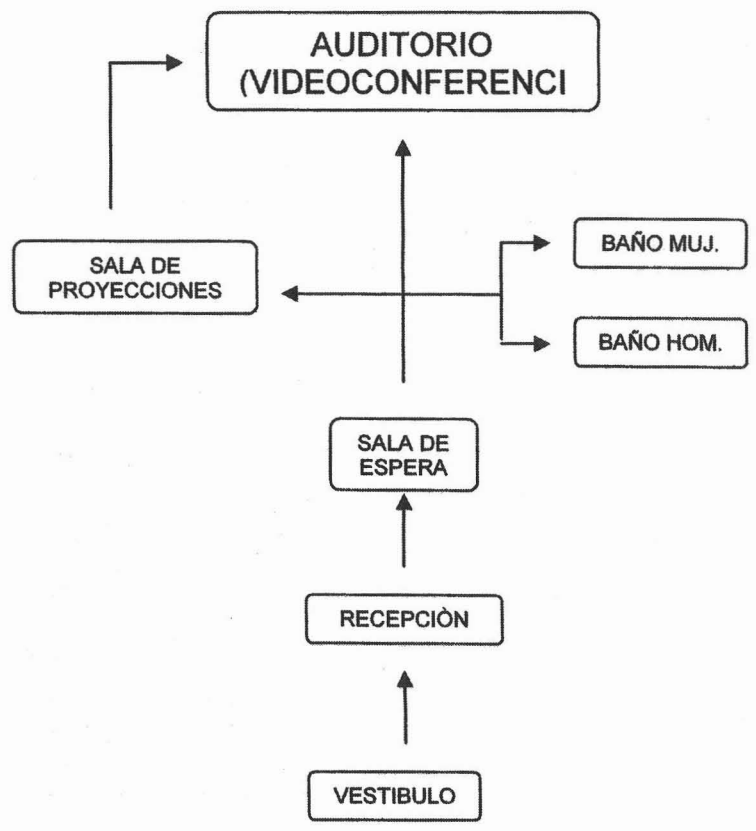 AUDITORIO
(VIDEOCONFERENCI
SALA DE
PROYECCIONES
BAÑO MUJ.
BAÑO HOM.
SALA DE
ESPERA
RECEPCIÒN
VESTIBULO